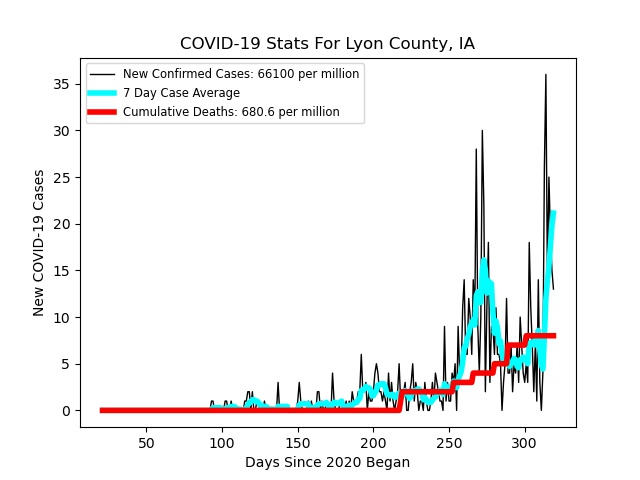 COVID-19 Stats For Lyon County, IA
New Confirmed Cases: 66100 per million
7 Day Case Average
Cumulative Deaths: 680.6 per million
New COVID-19 Cases
35
30
25
20
15
10
5
0
50 100 150 200 250 300
Days Since 2020 Began